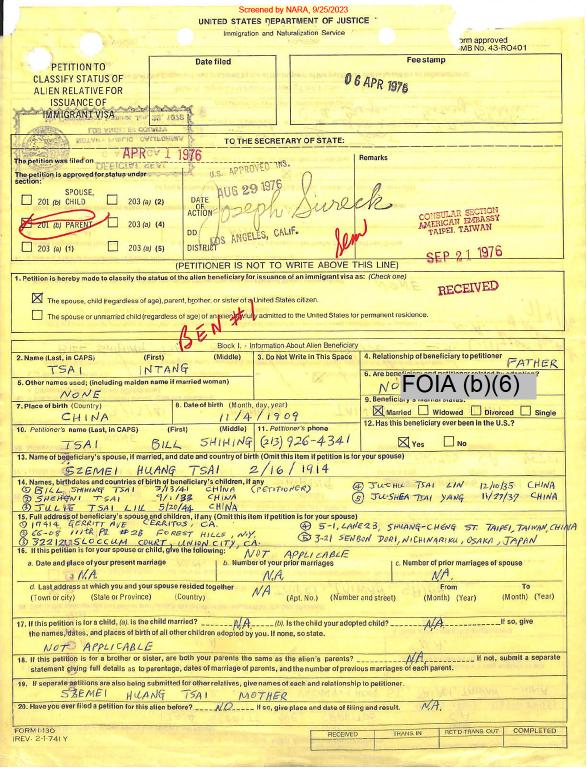 Screened by NARA, 9/25/2023
UNITED STATES DEPARTMENT OF JUSTICE
Immigration and Naturalization Service
orm approved
MB No. 43-RO401
PETITION TO
CLASSIFY STATUS OF
ALIEN RELATIVE FOR
ISSUANCE OF
IMMIGRANT VISA
Date filed
Fee stamp
06 APR 1976
TO THE SECRETARY OF STATE:
The petition was filed on APR 1 1976
The petition is approved for status under
section:
Remarks
SPOUSE,
201 (b) CHILD
203 (a) (2)
201 (b) PARENT
203 (a) (4)
203 (a) (1)
203 (a) (5)
U.S. APPROVED
AUG 29 1976
DATE
OF
ACTION
DD
DISTRICT
LOS ANGELES, CALIF.
Joseph Sureck
CONSULAR SECTION
AMERICAN EMBASSY
TAIPEI, TAIWAN
SEP 21 1976
RECEIVED
(PETITIONER IS NOT TO WRITE ABOVE THIS LINE)
1. Petition is hereby made to classify the status of the alien beneficiary for issuance of an immigrant visa as: (Check one)
The spouse, child (regardless of age), parent, brother, or sister of a United States citizen.
The spouse or unmarried child (regardless of age) of an alien lawfully admitted to the United States for permanent residence.
BEN #1
Block I. - Information About Alien Beneficiary
2. Name (Last, in CAPS) (First) (Middle)
TSAI INTANG
3. Do Not Write in This Space
4. Relationship of beneficiary to petitioner
FATHER
5. Other names used: (including maiden name if married woman)
NONE
6. Are beneficiary and petitioner related by adoption?
NO
FOIA (b)(6)
7. Place of birth (Country)
CHINA
8. Date of birth (Month, day, year)
11/4/1909
9. Beneficiary's marital status:
Married Widowed Divorced Single
10. Petitioner's name (Last, in CAPS) (First) (Middle)
TSAI BILL SHIHING
11. Petitioner's phone
(213) 926-4341
12. Has this beneficiary ever been in the U.S.?
Yes No
13. Name of beneficiary's spouse, if married, and date and country of birth (Omit this item if petition is for your spouse)
SZEMEI HUANG TSAI 2/16/1914
14. Names, birthdates and countries of birth of beneficiary's children, if any
① BILL SHIHING TSAI 3/13/41 CHINA (PETITIONER)
④ JUCHU TSAI LIN 12/10/35 CHINA
② SHENGNI TSAI 9/1/38 CHINA
⑤ JUSHEA TSAI YANG 11/27/37 CHINA
③ JULIE TSAI LIU 5/20/44 CHINA
15. Full address of beneficiary's spouse and children, if any (Omit this item if petition is for your spouse)
① 17414 GERRITT AVE CERRITOS, CA.
④ 5-1, LANE 23, SHUANG-CHENG ST. TAIPEI, TAIWAN, CHINA
② 66-08 111th PL #2B FOREST HILLS, N.Y.
⑤ 3-21 SENBON DORI, NICHINARIKU, OSAKA, JAPAN
③ SLOCCUM COURT, UNION CITY, CA.
16. If this petition is for your spouse or child, give the following: NOT APPLICABLE
a. Date and place of your present marriage
b. Number of your prior marriages
c. Number of prior marriages of spouse
N.A. N.A. N.A.
d. Last address at which you and your spouse resided together NA From To
(Town or city) (State or Province) (Country) (Apt. No.) (Number and street) (Month) (Year) (Month) (Year)
17. If this petition is for a child, (a). Is the child married? N.A. (b). Is the child your adopted child? N.A. If so, give
the names, dates, and places of birth of all other children adopted by you. If none, so state.
NOT APPLICABLE
18. If this petition is for a brother or sister, are both your parents the same as the alien's parents? N.A. If not, submit a separate
statement giving full details as to parentage, dates of marriage of parents, and the number of previous marriages of each parent.
19. If separate petitions are also being submitted for other relatives, give names of each and relationship to petitioner.
SZEMEI HUANG TSAI MOTHER
20. Have you ever filed a petition for this alien before? NO If so, give place and date of filing and result. N.A.
FORM I-130
(REV. 2-1-74) Y
RECEIVED
TRANS. IN
RET'D-TRANS. OUT
COMPLETED